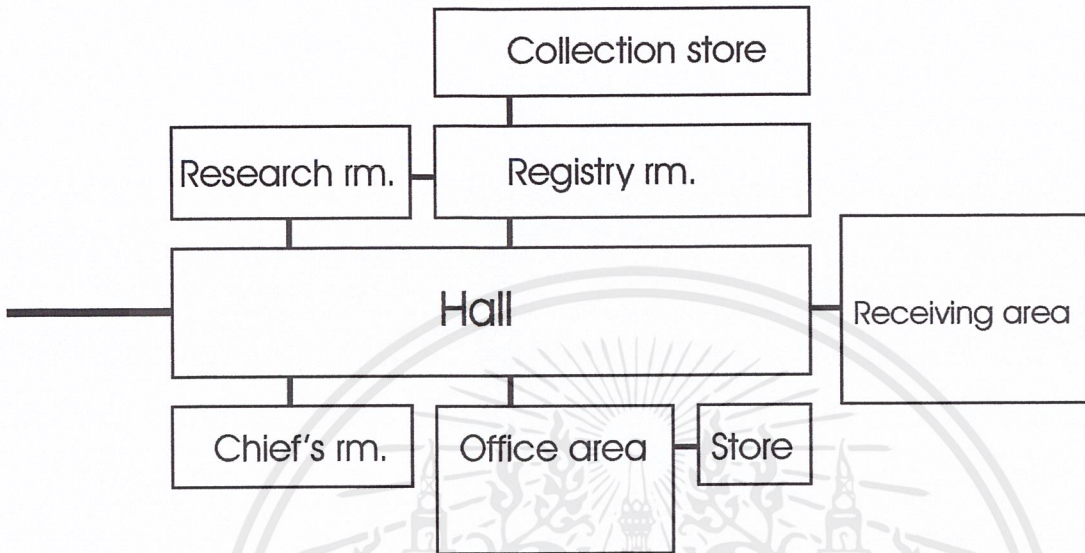 Collection store
Research rm.
Registry rm.
Hall
Receiving area
Chief's rm.
Office area
Store